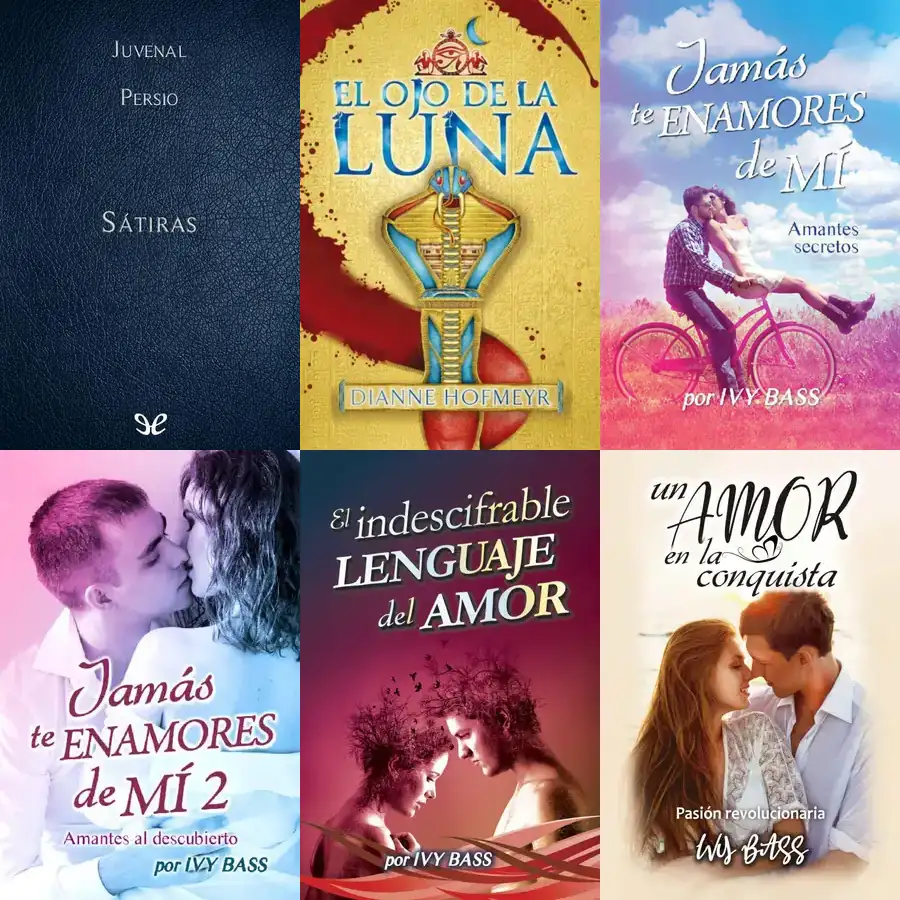 JUVENAL
PERSIO
SÁTIRAS
EL OJO DE LA
LUNA
DIANNE HOFMEYR
Jamás
te ENAMORES
de MÍ
Amantes
secretos
por IVY BASS
Jamás
te ENAMORES
de MÍ 2
Amantes al descubierto
por IVY BASS
El indescifrable
LENGUAJE
del AMOR
por IVY BASS
un AMOR
en la
conquista
Pasión revolucionaria
IVY BASS